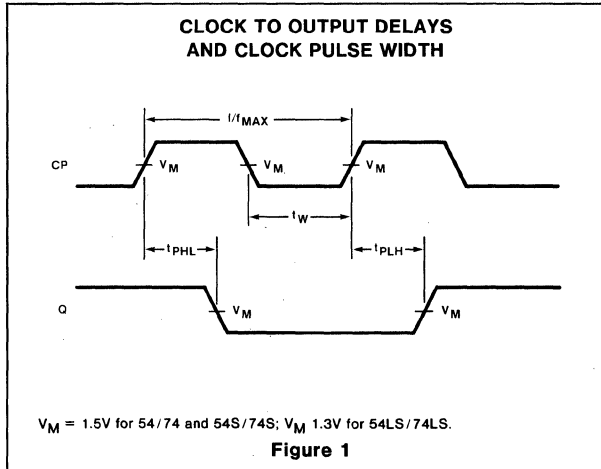 CLOCK TO OUTPUT DELAYS
AND CLOCK PULSE WIDTH
f/fMAX
CP
VM
VM
VM
tW
tPHL
tPLH
Q
VM
VM
VM = 1.5V for 54/74 and 54S/74S; VM 1.3V for 54LS/74LS.
Figure 1